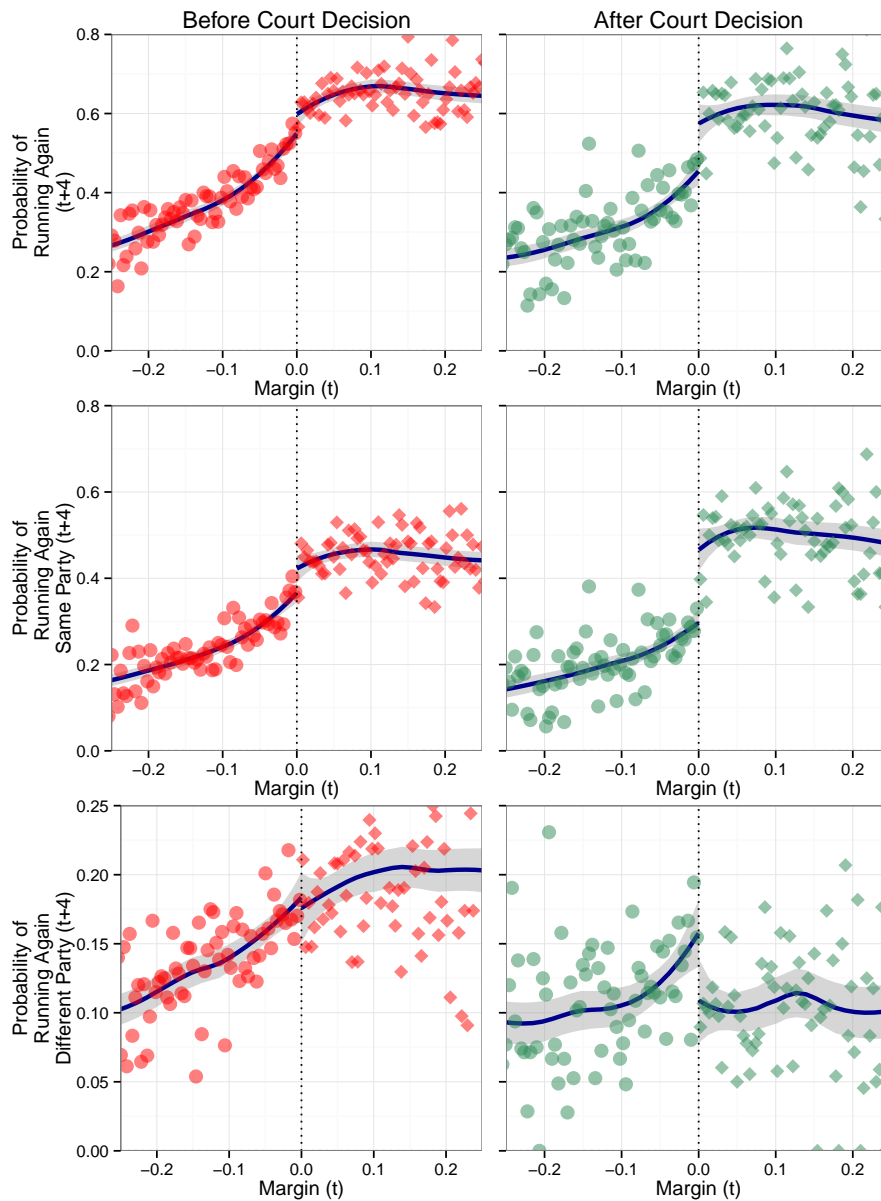 Before Court Decision
After Court Decision
Probability of
Running Again
(t+4)
0.8
0.6
0.4
0.2
0.0
−0.2
−0.1
0.0
0.1
0.2
Margin (t)
−0.2
−0.1
0.0
0.1
0.2
Margin (t)
Probability of
Running Again
Same Party (t+4)
0.8
0.6
0.4
0.2
0.0
−0.2
−0.1
0.0
0.1
0.2
Margin (t)
−0.2
−0.1
0.0
0.1
0.2
Margin (t)
Probability of
Running Again
Different Party (t+4)
0.25
0.20
0.15
0.10
0.05
0.00
−0.2
−0.1
0.0
0.1
0.2
Margin (t)
−0.2
−0.1
0.0
0.1
0.2
Margin (t)